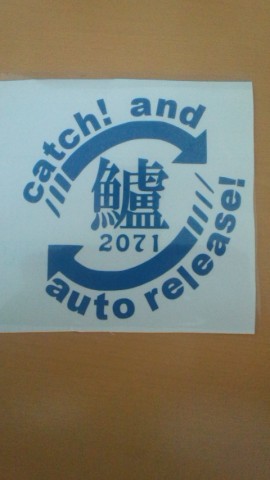 catch! and
鱸
2071
auto release!